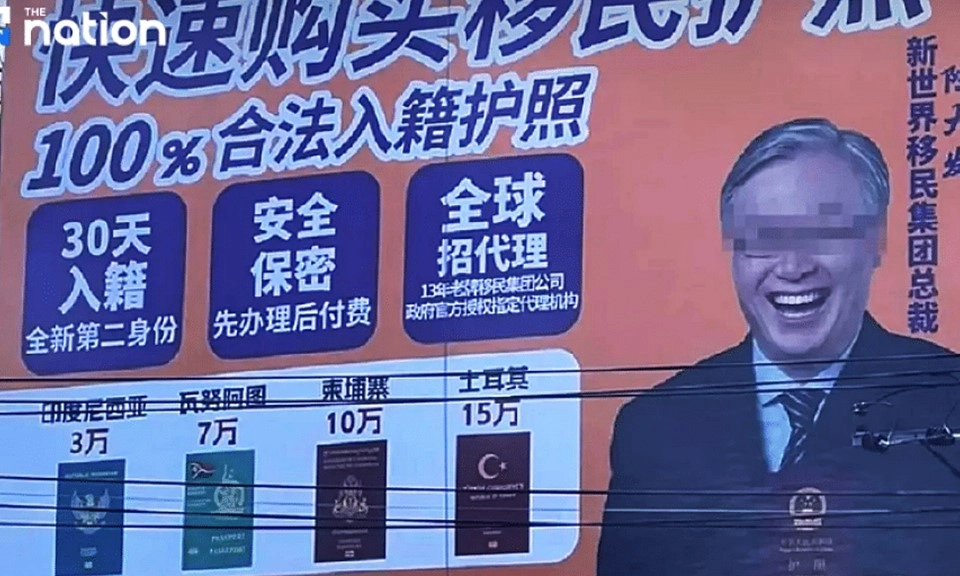 THE
nation
快速购买移民护照
100%合法入籍护照
30天
入籍
全新第二身份
安全
保密
先办理后付费
全球
招代理
13年老牌移民集团公司
政府官方授权指定代理机构
新世界移民集团总裁
印度尼西亚
3万
瓦努阿图
7万
柬埔寨
10万
土耳其
15万
PASSPORT
PASSPORT